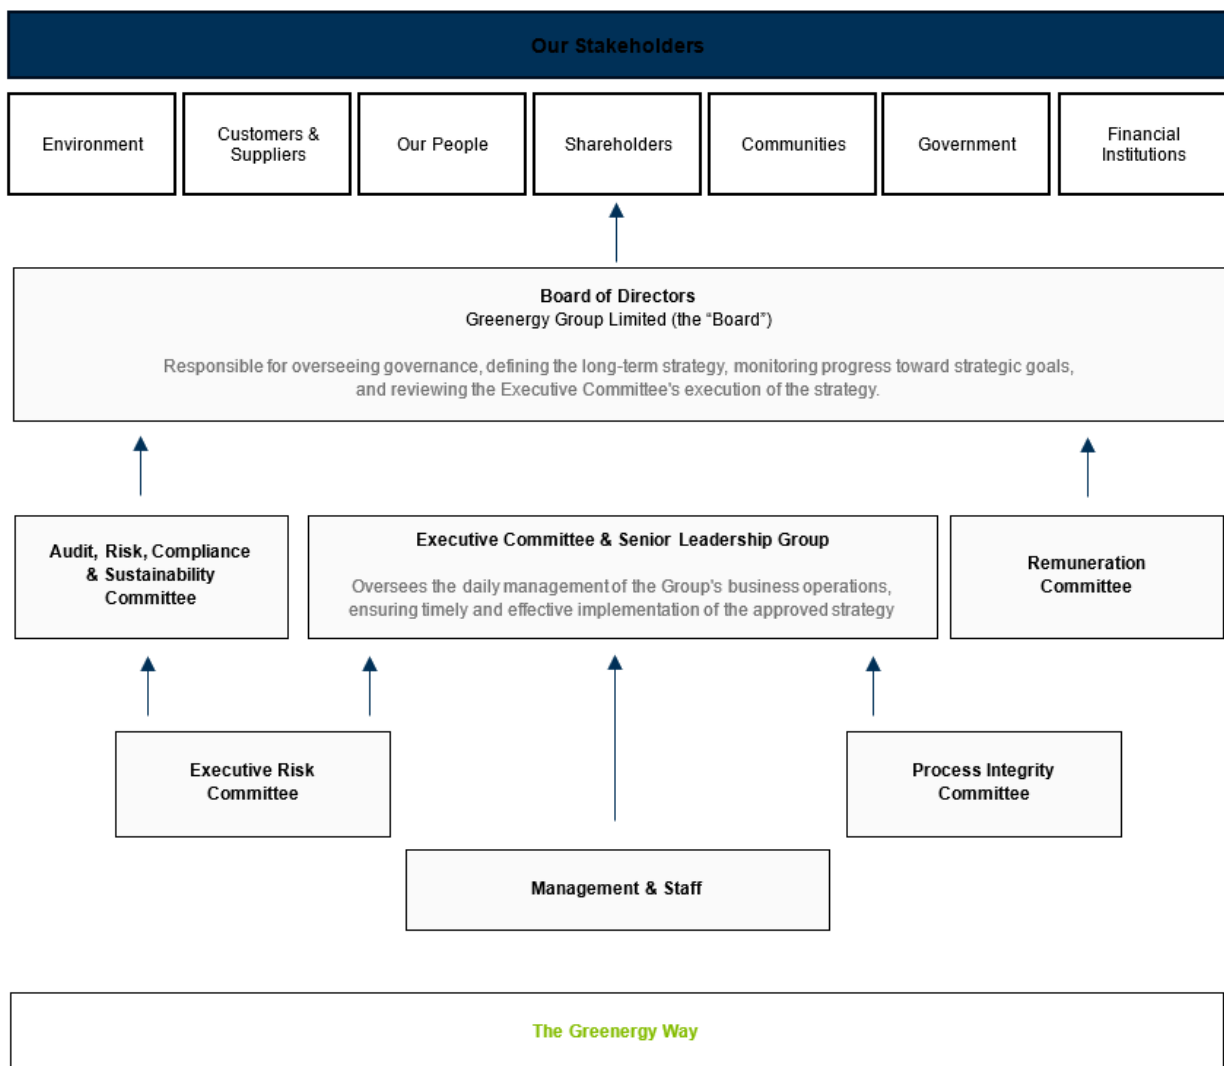 Our Stakeholders
Environment
Customers &
Suppliers
Our People
Shareholders
Communities
Government
Financial
Institutions
Board of Directors
Greenergy Group Limited (the “Board”)
Responsible for overseeing governance, defining the long-term strategy, monitoring progress toward strategic goals,
and reviewing the Executive Committee's execution of the strategy.
Audit, Risk, Compliance
& Sustainability
Committee
Executive Committee & Senior Leadership Group
Oversees the daily management of the Group's business operations,
ensuring timely and effective implementation of the approved strategy
Remuneration
Committee
Executive Risk
Committee
Process Integrity
Committee
Management & Staff
The Greenergy Way